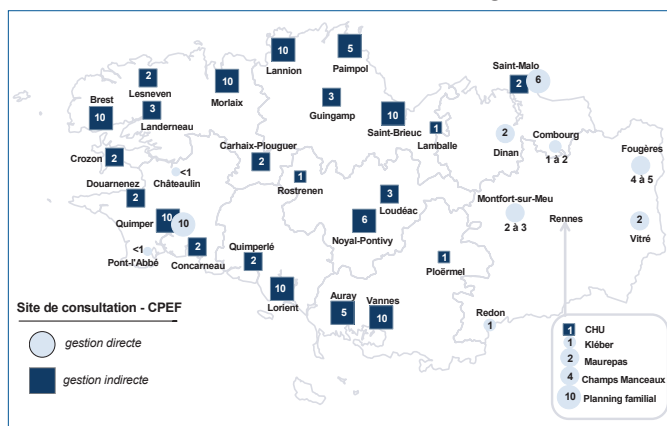 10
Lannion
5
Paimpol
Saint-Malo
2
6
2
Lesneven
10
Morlaix
3
Guingamp
Brest
10
3
Landerneau
10
Saint-Brieuc
1
Lamballe
2
Dinan
Combourg
1 à 2
Fougères
4 à 5
Crozon
2
Carhaix-Plouguer
2
<1
Châteaulin
1
Rostrenen
Douarnenez
2
3
Loudéac
Montfort-sur-Meu
2 à 3
Rennes
2
Vitré
Quimper
10
10
6
Noyal-Pontivy
<1
Pont-l'Abbé
2
Concarneau
Quimperlé
2
1
Ploërmel
10
Lorient
Auray
5
Vannes
10
Redon
1
Site de consultation - CPEF
gestion directe
gestion indirecte
1 CHU
1 Kléber
2 Maurepas
4 Champs Manceaux
10 Planning familial